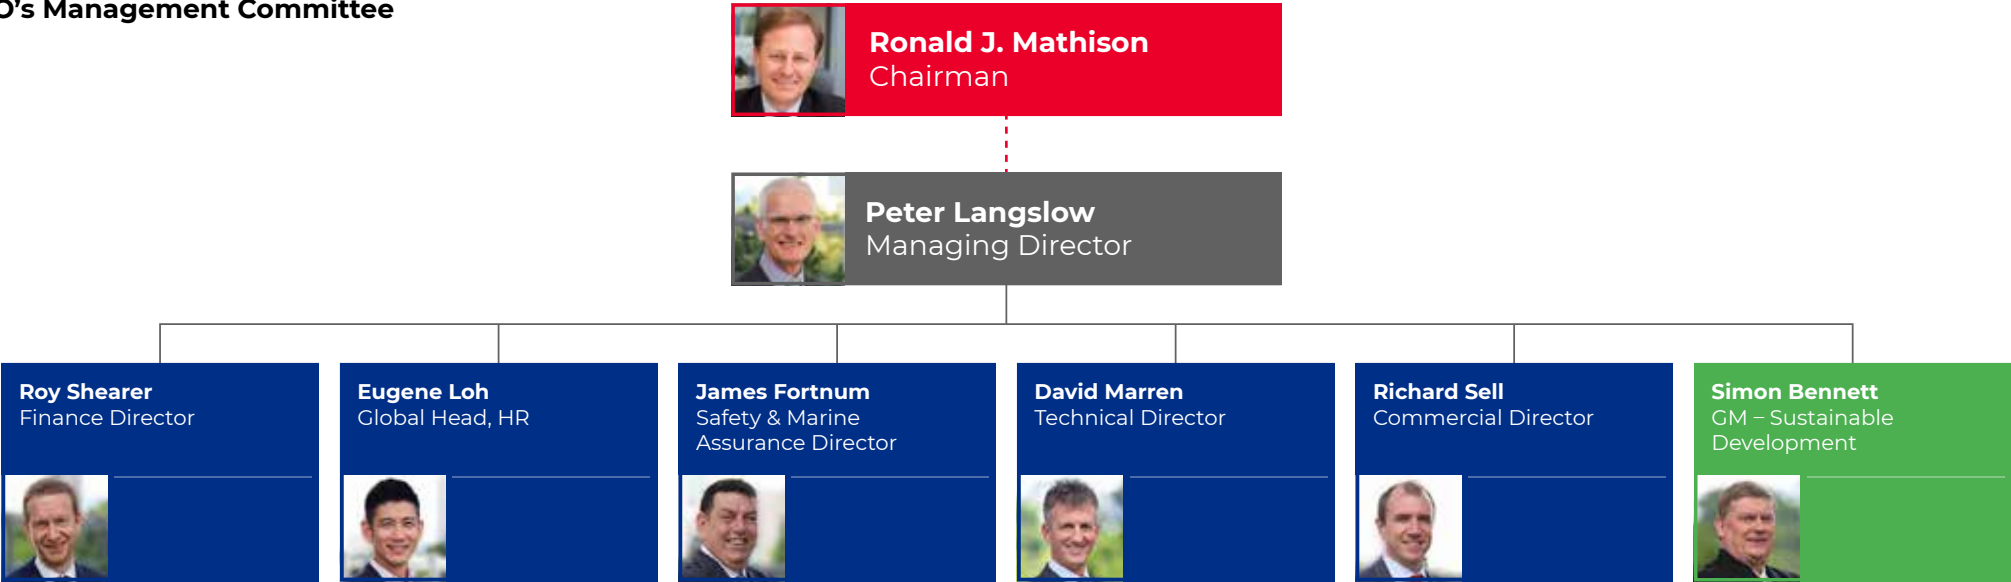 O's Management Committee
Ronald J. Mathison
Chairman
Peter Langslow
Managing Director
Roy Shearer
Finance Director
Eugene Loh
Global Head, HR
James Fortnum
Safety & Marine
Assurance Director
David Marren
Technical Director
Richard Sell
Commercial Director
Simon Bennett
GM – Sustainable
Development